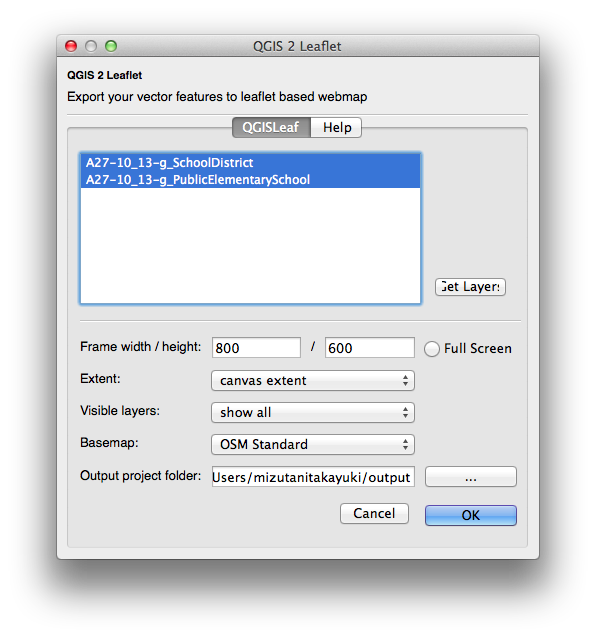 QGIS 2 Leaflet
QGIS 2 Leaflet
Export your vector features to leaflet based webmap
QGISLeaf Help
A27-10_13-g_SchoolDistrict
A27-10_13-g_PublicElementarySchool
Get Layers
Frame width / height: 800 / 600 Full Screen
Extent: canvas extent
Visible layers: show all
Basemap: OSM Standard
Output project folder: Users/mizutanitakayuki/output ...
Cancel OK